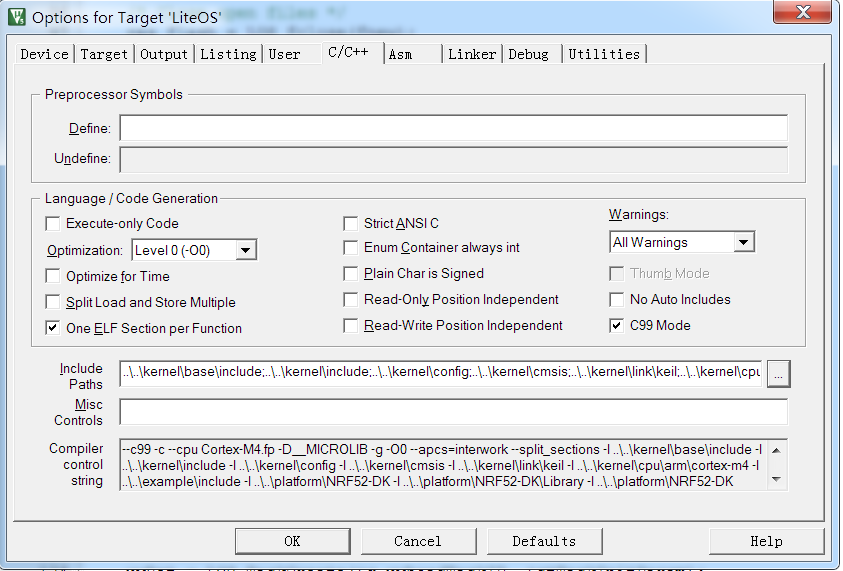 Options for Target 'LiteOS'
Device Target Output Listing User C/C++ Asm Linker Debug Utilities
Preprocessor Symbols
Define:
Undefine:
Language / Code Generation
Execute-only Code
Strict ANSI C
Warnings:
Optimization: Level 0 (-O0)
Enum Container always int
All Warnings
Optimize for Time
Plain Char is Signed
Thumb Mode
Split Load and Store Multiple
Read-Only Position Independent
No Auto Includes
One ELF Section per Function
Read-Write Position Independent
C99 Mode
Include
Paths
..\..\kernel\base\include;..\..\kernel\include;..\..\kernel\config;..\..\kernel\cmsis;..\..\kernel\link\keil;..\..\kernel\cpu
...
Misc
Controls
Compiler
control
string
--c99 -c --cpu Cortex-M4.fp -D__MICROLIB -g -O0 --apcs=interwork --split_sections -I ..\..\kernel\base\include -I
..\..\kernel\include -I ..\..\kernel\config -I ..\..\kernel\cmsis -I ..\..\kernel\link\keil -I ..\..\kernel\cpu\arm\cortex-m4 -I
..\..\example\include -I ..\..\platform\NRF52-DK -I ..\..\platform\NRF52-DK\Library -I ..\..\platform\NRF52-DK
OK Cancel Defaults Help